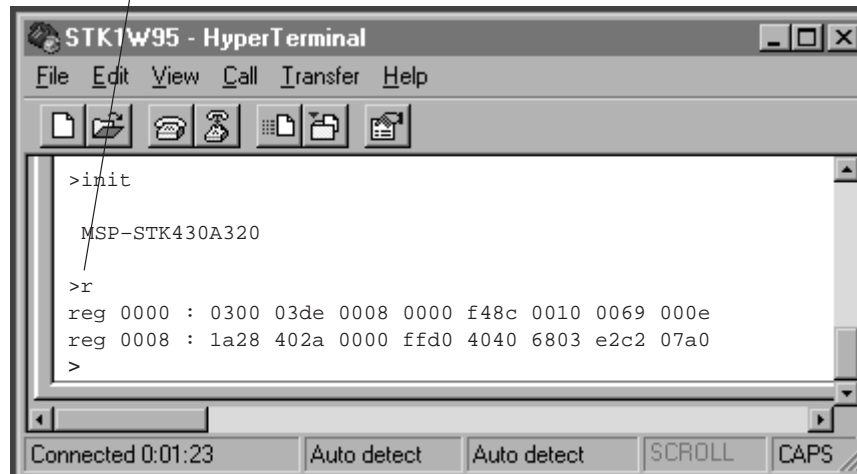 STK1W95 - HyperTerminal
File Edit View Call Transfer Help
>init
MSP-STK430A320
>r
reg 0000 : 0300 03de 0008 0000 f48c 0010 0069 000e
reg 0008 : 1a28 402a 0000 ffd0 4040 6803 e2c2 07a0
>
Connected 0:01:23 Auto detect Auto detect SCROLL CAPS